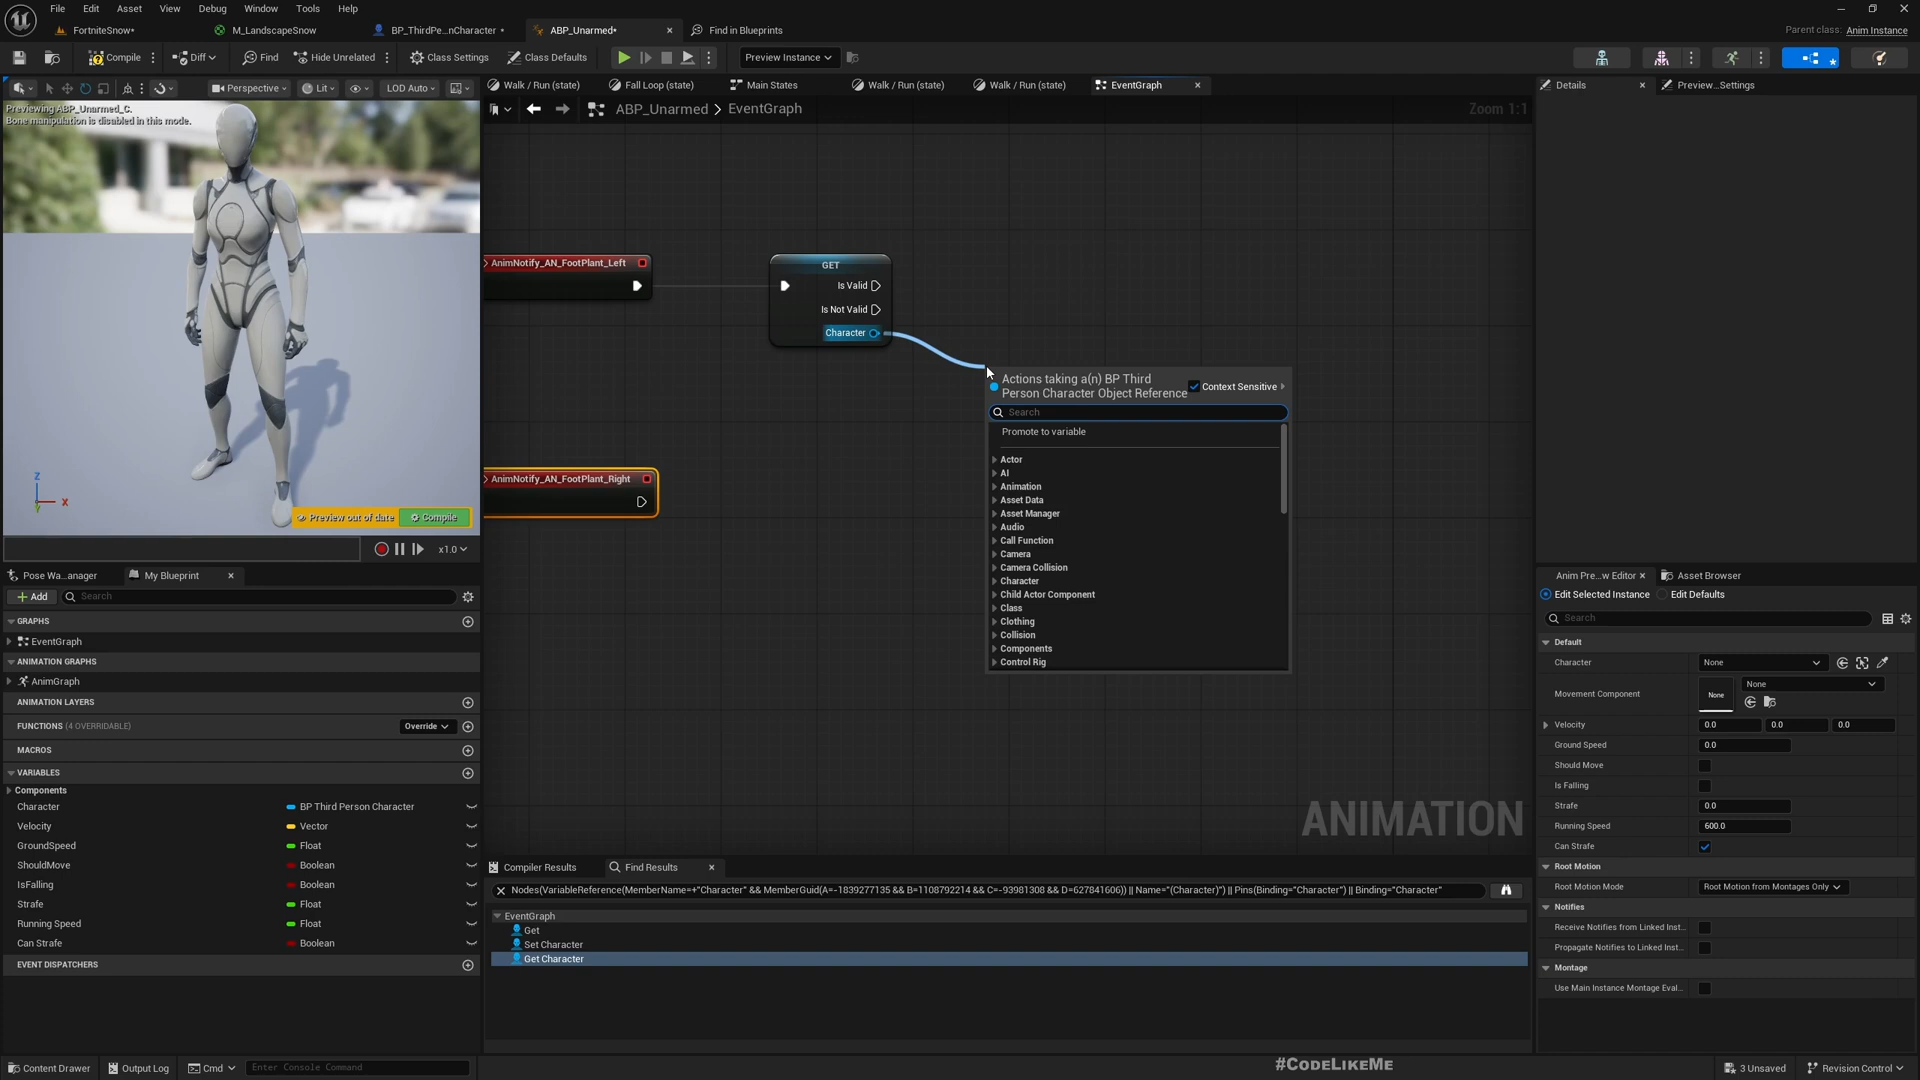 File Edit Asset View Debug Window Tools Help
FortniteSnow* M_LandscapeSnow BP_ThirdPe...nCharacter * ABP_Unarmed* Find in Blueprints
Parent class: Anim Instance
Compile Diff Find Hide Unrelated Class Settings Class Defaults Preview Instance
Perspective Lit LOD Auto
Previewing ABP_Unarmed_C.
Bone manipulation is disabled in this mode.
Z
X
Preview out of date Compile
x1.0
Walk / Run (state) Fall Loop (state) Main States Walk / Run (state) Walk / Run (state) EventGraph
ABP_Unarmed > EventGraph
Zoom 1:1
AnimNotify_AN_FootPlant_Left
GET
Is Valid
Is Not Valid
Character
AnimNotify_AN_FootPlant_Right
Actions taking a(n) BP Third
Person Character Object Reference
Context Sensitive
Search
Promote to variable
Actor
AI
Animation
Asset Data
Asset Manager
Audio
Call Function
Camera
Camera Collision
Character
Child Actor Component
Class
Clothing
Collision
Components
Control Rig
ANIMATION
Pose Wa...anager My Blueprint
Add Search
GRAPHS
EventGraph
ANIMATION GRAPHS
AnimGraph
ANIMATION LAYERS
FUNCTIONS (4 OVERRIDABLE) Override
MACROS
VARIABLES
Components
Character BP Third Person Character
Velocity Vector
GroundSpeed Float
ShouldMove Boolean
IsFalling Boolean
Strafe Float
Running Speed Float
Can Strafe Boolean
EVENT DISPATCHERS
Compiler Results Find Results
Nodes(VariableReference(MemberName=+"Character" && MemberGuid(A=-1839277135 && B=1108792214 && C=-93981308 && D=627841606)) || Name="(Character)") || Pins(Binding="Character") || Binding="Character"
EventGraph
Get
Set Character
Get Character
Details Preview...Settings
Anim Pre...w Editor Asset Browser
Edit Selected Instance Edit Defaults
Search
Default
Character None
Movement Component None None
Velocity 0.0 0.0 0.0
Ground Speed 0.0
Should Move
Is Falling
Strafe 0.0
Running Speed 600.0
Can Strafe
Root Motion
Root Motion Mode Root Motion from Montages Only
Notifies
Receive Notifies from Linked Inst...
Propagate Notifies to Linked Inst...
Montage
Use Main Instance Montage Eval...
Content Drawer Output Log Cmd Enter Console Command
#CODELIKEME
3 Unsaved Revision Control